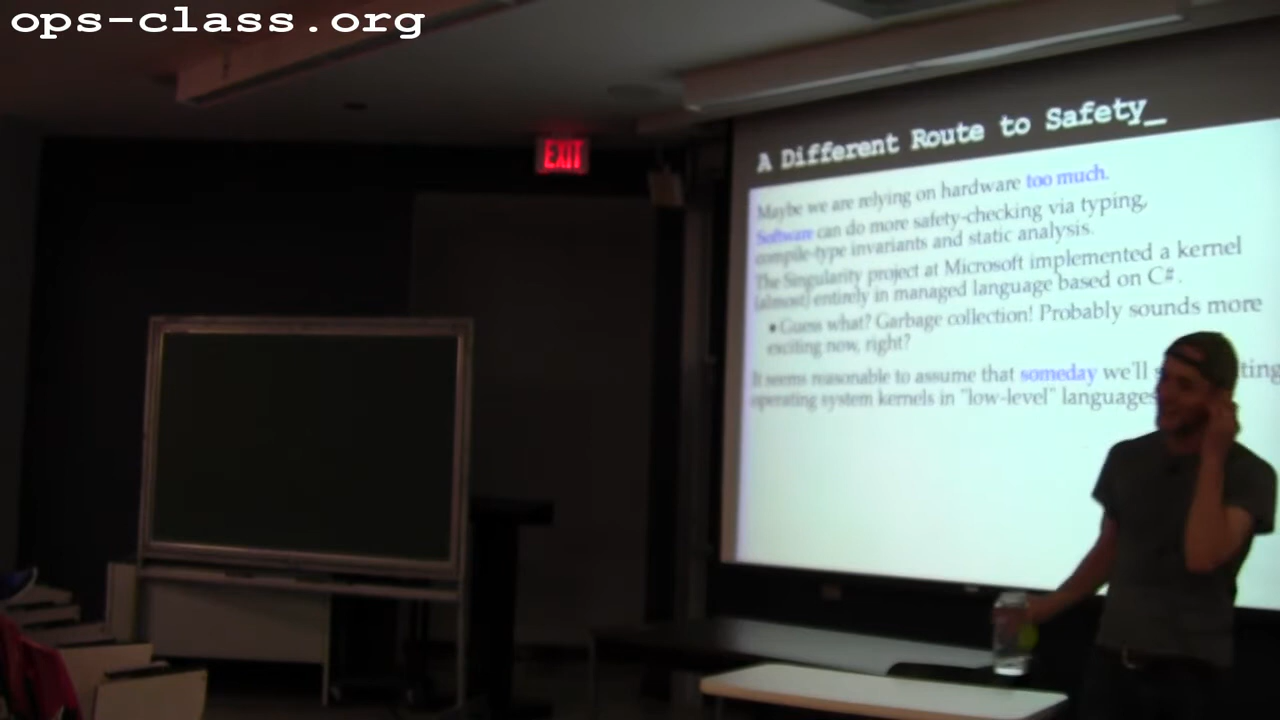 ops-class.org
EXIT
A Different Route to Safety_
Maybe we are relying on hardware too much.
Software can do more safety-checking via typing,
compile-type invariants and static analysis.
The Singularity project at Microsoft implemented a kernel
(almost) entirely in managed language based on C#.
• Guess what? Garbage collection! Probably sounds more
exciting now, right?
It seems reasonable to assume that someday we'll
operating system kernels in "low-level" languages